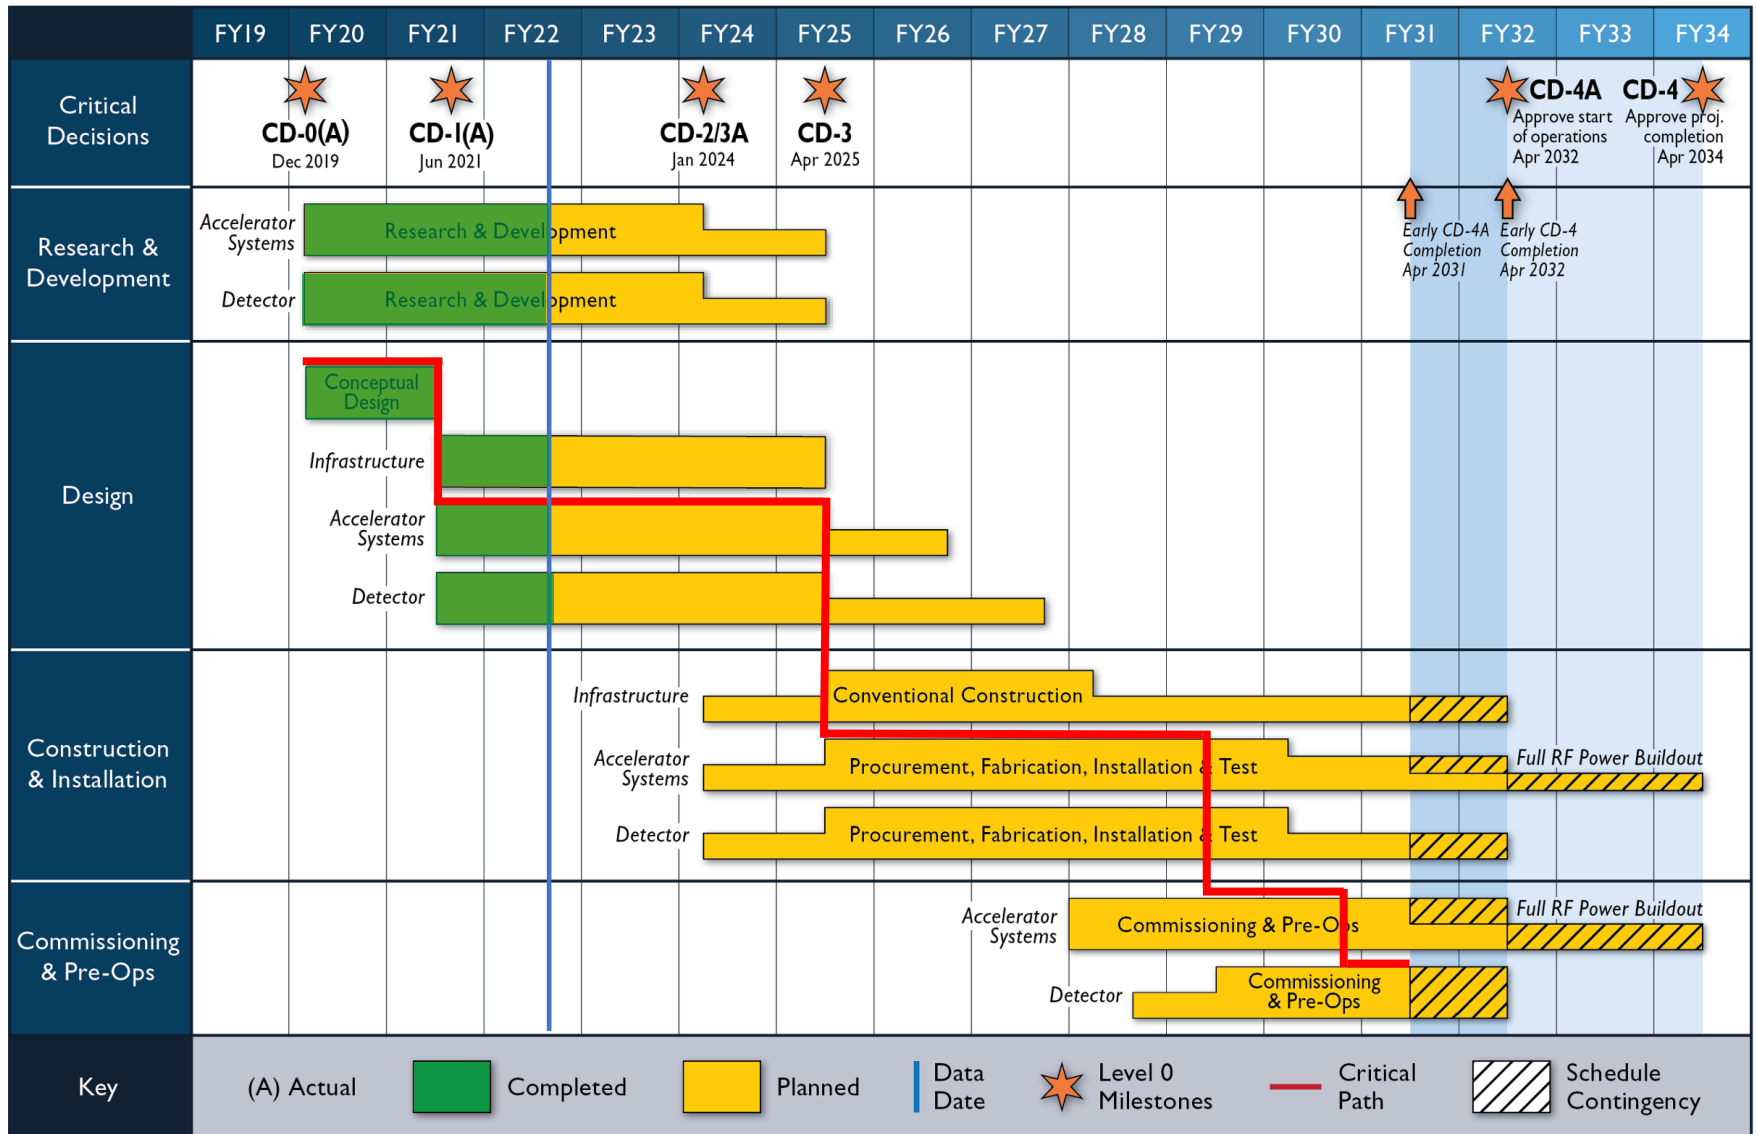 FY19 FY20 FY21 FY22 FY23 FY24 FY25 FY26 FY27 FY28 FY29 FY30 FY31 FY32 FY33 FY34
Critical
Decisions
CD-0(A)
Dec 2019
CD-1(A)
Jun 2021
CD-2/3A
Jan 2024
CD-3
Apr 2025
CD-4A
Approve start
of operations
Apr 2032
CD-4
Approve proj.
completion
Apr 2034
Early CD-4A
Completion
Apr 2031
Early CD-4
Completion
Apr 2032
Research &
Development
Accelerator
Systems
Research & Development
Detector
Research & Development
Design
Conceptual
Design
Infrastructure
Accelerator
Systems
Detector
Construction
& Installation
Infrastructure
Conventional Construction
Accelerator
Systems
Procurement, Fabrication, Installation & Test
Full RF Power Buildout
Detector
Procurement, Fabrication, Installation & Test
Commissioning
& Pre-Ops
Accelerator
Systems
Commissioning & Pre-Ops
Full RF Power Buildout
Detector
Commissioning
& Pre-Ops
Key
(A) Actual
Completed
Planned
Data
Date
Level 0
Milestones
Critical
Path
Schedule
Contingency